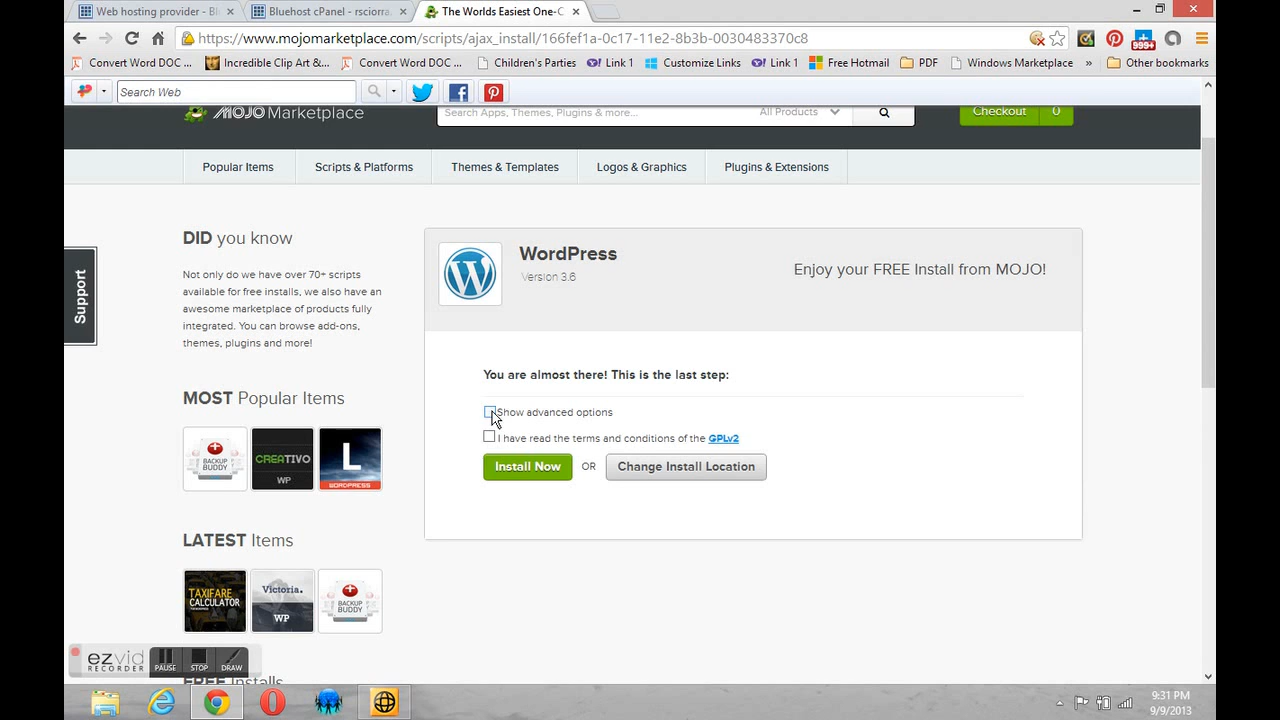 Web hosting provider - Bl
Bluehost cPanel - rsciorra
The Worlds Easiest One-C
https://www.mojomarketplace.com/scripts/ajax_install/166fef1a-0c17-11e2-8b3b-0030483370c8
999+
Convert Word DOC ...
Incredible Clip Art &...
Convert Word DOC ...
Children's Parties
Link 1
Customize Links
Link 1
Free Hotmail
PDF
Windows Marketplace
»
Other bookmarks
Search Web
MOJO Marketplace
Search Apps, Themes, Plugins & more...
All Products
Checkout
0
Popular Items
Scripts & Platforms
Themes & Templates
Logos & Graphics
Plugins & Extensions
Support
DID you know
Not only do we have over 70+ scripts
available for free installs, we also have an
awesome marketplace of products fully
integrated. You can browse add-ons,
themes, plugins and more!
MOST Popular Items
BACKUP
BUDDY
CREATIVO
WP
L
WORDPRESS
LATEST Items
TAXIFARE
CALCULATOR
Victoria.
WP
BACKUP
BUDDY
FREE Installs
WordPress
Version 3.6
Enjoy your FREE Install from MOJO!
You are almost there! This is the last step:
Show advanced options
I have read the terms and conditions of the GPLv2
Install Now
OR
Change Install Location
ezvid
RECORDER
PAUSE
STOP
DRAW
9:31 PM
9/9/2013